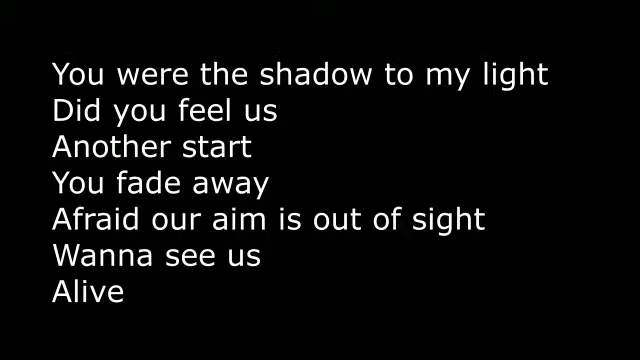 You were the shadow to my light
Did you feel us
Another start
You fade away
Afraid our aim is out of sight
Wanna see us
Alive